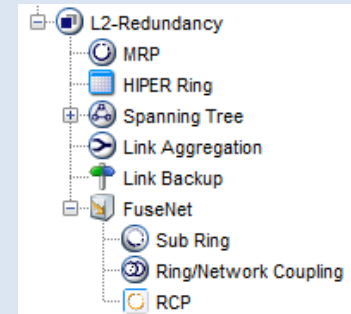 L2-Redundancy
MRP
HIPER Ring
Spanning Tree
Link Aggregation
Link Backup
FuseNet
Sub Ring
Ring/Network Coupling
RCP